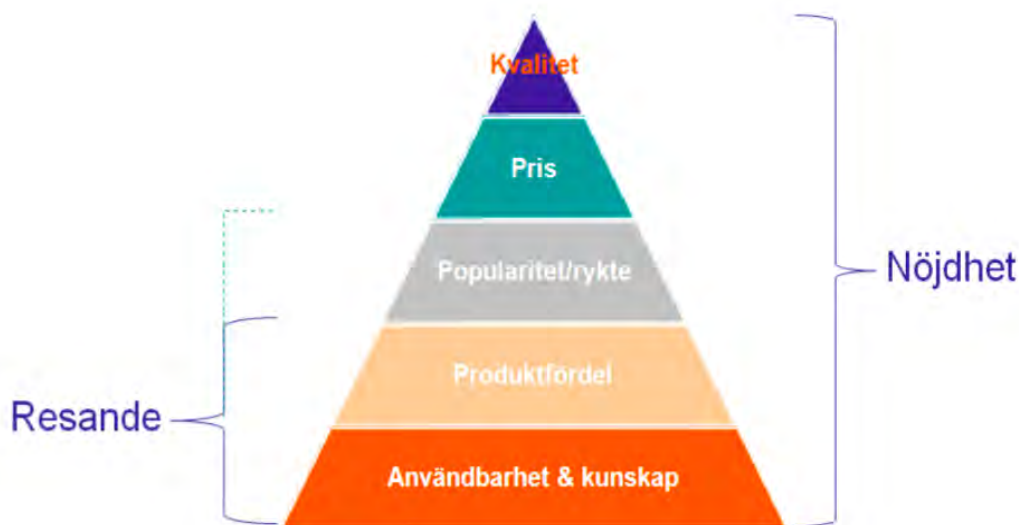 Kvalitet
Pris
Popularitet/rykte
Nöjdhet
Produktfördel
Resande
Användbarhet & kunskap